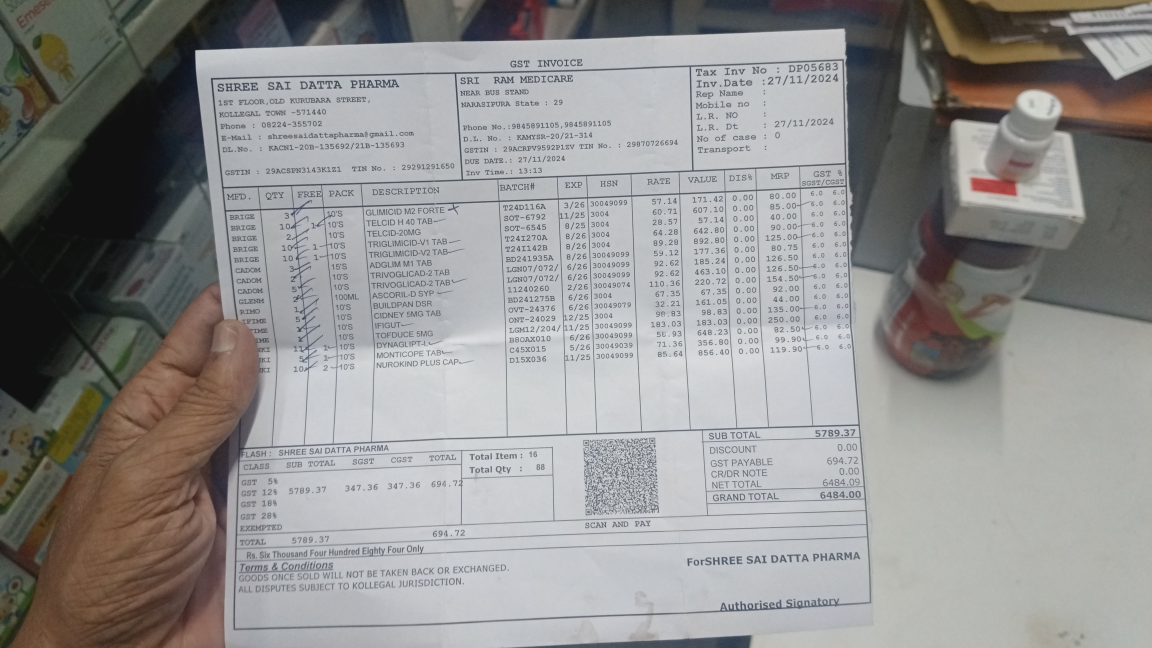 GST INVOICE
SHREE SAI DATTA PHARMA
1ST FLOOR,OLD KURUBARA STREET,
KOLLEGAL TOWN -571440
Phone : 08224-355702
E-Mail : shreesaidattapharma@gmail.com
DL.No. : KACN1-20B-135692/21B-135693
GSTIN : 29ACSPN3143K1Z1 TIN No. : 29291291650
SRI RAM MEDICARE
NEAR BUS STAND
NARASIPURA State : 29
Phone No.:9845891105,9845891105
D.L. No. : KAMYSR-20/21-314
GSTIN : 29ACRPV9592P1ZV TIN No. : 29870726694
DUE DATE.: 27/11/2024
Inv Time.: 13:13
Tax Inv No : DP05683
Inv.Date :27/11/2024
Rep Name :
Mobile no :
L.R. NO :
L.R. Dt : 27/11/2024
No of case : 0
Transport :
MFD. QTY FREE PACK DESCRIPTION BATCH# EXP HSN RATE VALUE DIS% MRP GST % SGST/CGST
BRIGE 3 10'S GLIMICID M2 FORTE T24D116A 3/26 30049099 57.14 171.42 0.00 80.00 6.0 6.0
BRIGE 10 1 10'S TELCID H 40 TAB SOT-6792 11/25 3004 60.71 607.10 0.00 85.00 6.0 6.0
BRIGE 2 10'S TELCID-20MG SOT-6545 8/25 3004 28.57 57.14 0.00 40.00 6.0 6.0
BRIGE 10 1 10'S TRIGLIMICID-V1 TAB T24I270A 8/26 3004 64.28 642.80 0.00 90.00 6.0 6.0
BRIGE 10 1 10'S TRIGLIMICID-V2 TAB T24I142B 8/26 3004 89.28 892.80 0.00 125.00 6.0 6.0
CADOM 3 15'S ADGLIM M1 TAB BD241935A 8/26 30049099 59.12 177.36 0.00 80.75 6.0 6.0
CADOM 2 10'S TRIVOGLICAD-2 TAB LGN07/072/ 6/26 30049099 92.62 185.24 0.00 126.50 6.0 6.0
CADOM 5 10'S TRIVOGLICAD-2 TAB LGN07/072/ 6/26 30049099 92.62 463.10 0.00 126.50 6.0 6.0
GLENM 2 100ML ASCORIL-D SYP 11240260 2/26 30049074 110.36 220.72 0.00 154.50 6.0 6.0
PIMO 1 10'S BUILDPAN DSR BD241275B 6/26 3004 67.35 67.35 0.00 92.00 6.0 6.0
5 10'S CIDNEY 5MG TAB OVT-24376 6/26 30049079 32.21 161.05 0.00 44.00 6.0 6.0
1 10'S IFIGUT ONT-24029 12/25 3004 98.83 98.83 0.00 135.00 6.0 6.0
1 10'S TOFDUCE 5MG LGM12/204/ 11/25 30049099 183.03 183.03 0.00 250.00 6.0 6.0
11 1 10'S DYNAGLIPT-L B8OAX010 6/26 30049099 58.93 648.23 0.00 82.50 6.0 6.0
5 1 10'S MONTICOPE TAB C45X015 5/26 30049039 71.36 356.80 0.00 99.90 6.0 6.0
10 2 10'S NUROKIND PLUS CAP D15X036 11/25 30049099 85.64 856.40 0.00 119.90 6.0 6.0
FLASH : SHREE SAI DATTA PHARMA
CLASS SUB TOTAL SGST CGST TOTAL
GST 5%
GST 12% 5789.37 347.36 347.36 694.72
GST 18%
GST 28%
EXEMPTED
TOTAL 5789.37 694.72
Total Item : 16
Total Qty : 88
SCAN AND PAY
SUB TOTAL 5789.37
DISCOUNT 0.00
GST PAYABLE 694.72
CR/DR NOTE 0.00
NET TOTAL 6484.09
GRAND TOTAL 6484.00
Rs. Six Thousand Four Hundred Eighty Four Only
Terms & Conditions
GOODS ONCE SOLD WILL NOT BE TAKEN BACK OR EXCHANGED.
ALL DISPUTES SUBJECT TO KOLLEGAL JURISDICTION.
ForSHREE SAI DATTA PHARMA
Authorised Signatory